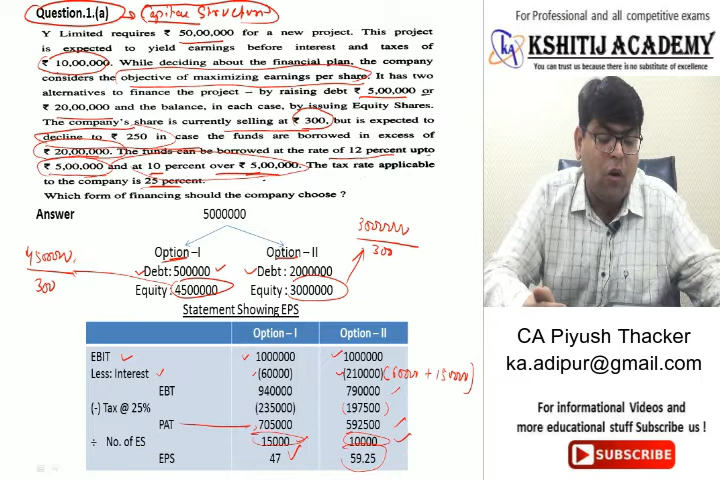 Question.1.(a) → Capital Structure
For Professional and all competitive exams
KSHITIJ ACADEMY
You can trust us because there is no substitute of excellence
Y Limited requires ₹ 50,00,000 for a new project. This project
is expected to yield earnings before interest and taxes of
₹ 10,00,000. While deciding about the financial plan, the company
considers the objective of maximizing earnings per share. It has two
alternatives to finance the project – by raising debt ₹ 5,00,000 or
₹ 20,00,000 and the balance, in each case, by issuing Equity Shares.
The company's share is currently selling at ₹ 300, but is expected to
decline to ₹ 250 in case the funds are borrowed in excess of
₹ 20,00,000. The funds can be borrowed at the rate of 12 percent upto
₹ 5,00,000 and at 10 percent over ₹ 5,00,000. The tax rate applicable
to the company is 25 percent.
Which form of financing should the company choose ?
Answer
5000000
Option -I Option -II
Debt: 500000 Debt : 2000000
Equity : 4500000 Equity : 3000000
4500000
300
3000000
300
Statement Showing EPS
Option – I Option – II
EBIT 1000000 1000000
Less: Interest (60000) (210000) (60000 + 150000)
EBT 940000 790000
(-) Tax @ 25% (235000) (197500)
PAT 705000 592500
÷ No. of ES 15000 10000
EPS 47 59.25
CA Piyush Thacker
ka.adipur@gmail.com
For Informational Videos and
more educational stuff Subscribe us !
SUBSCRIBE